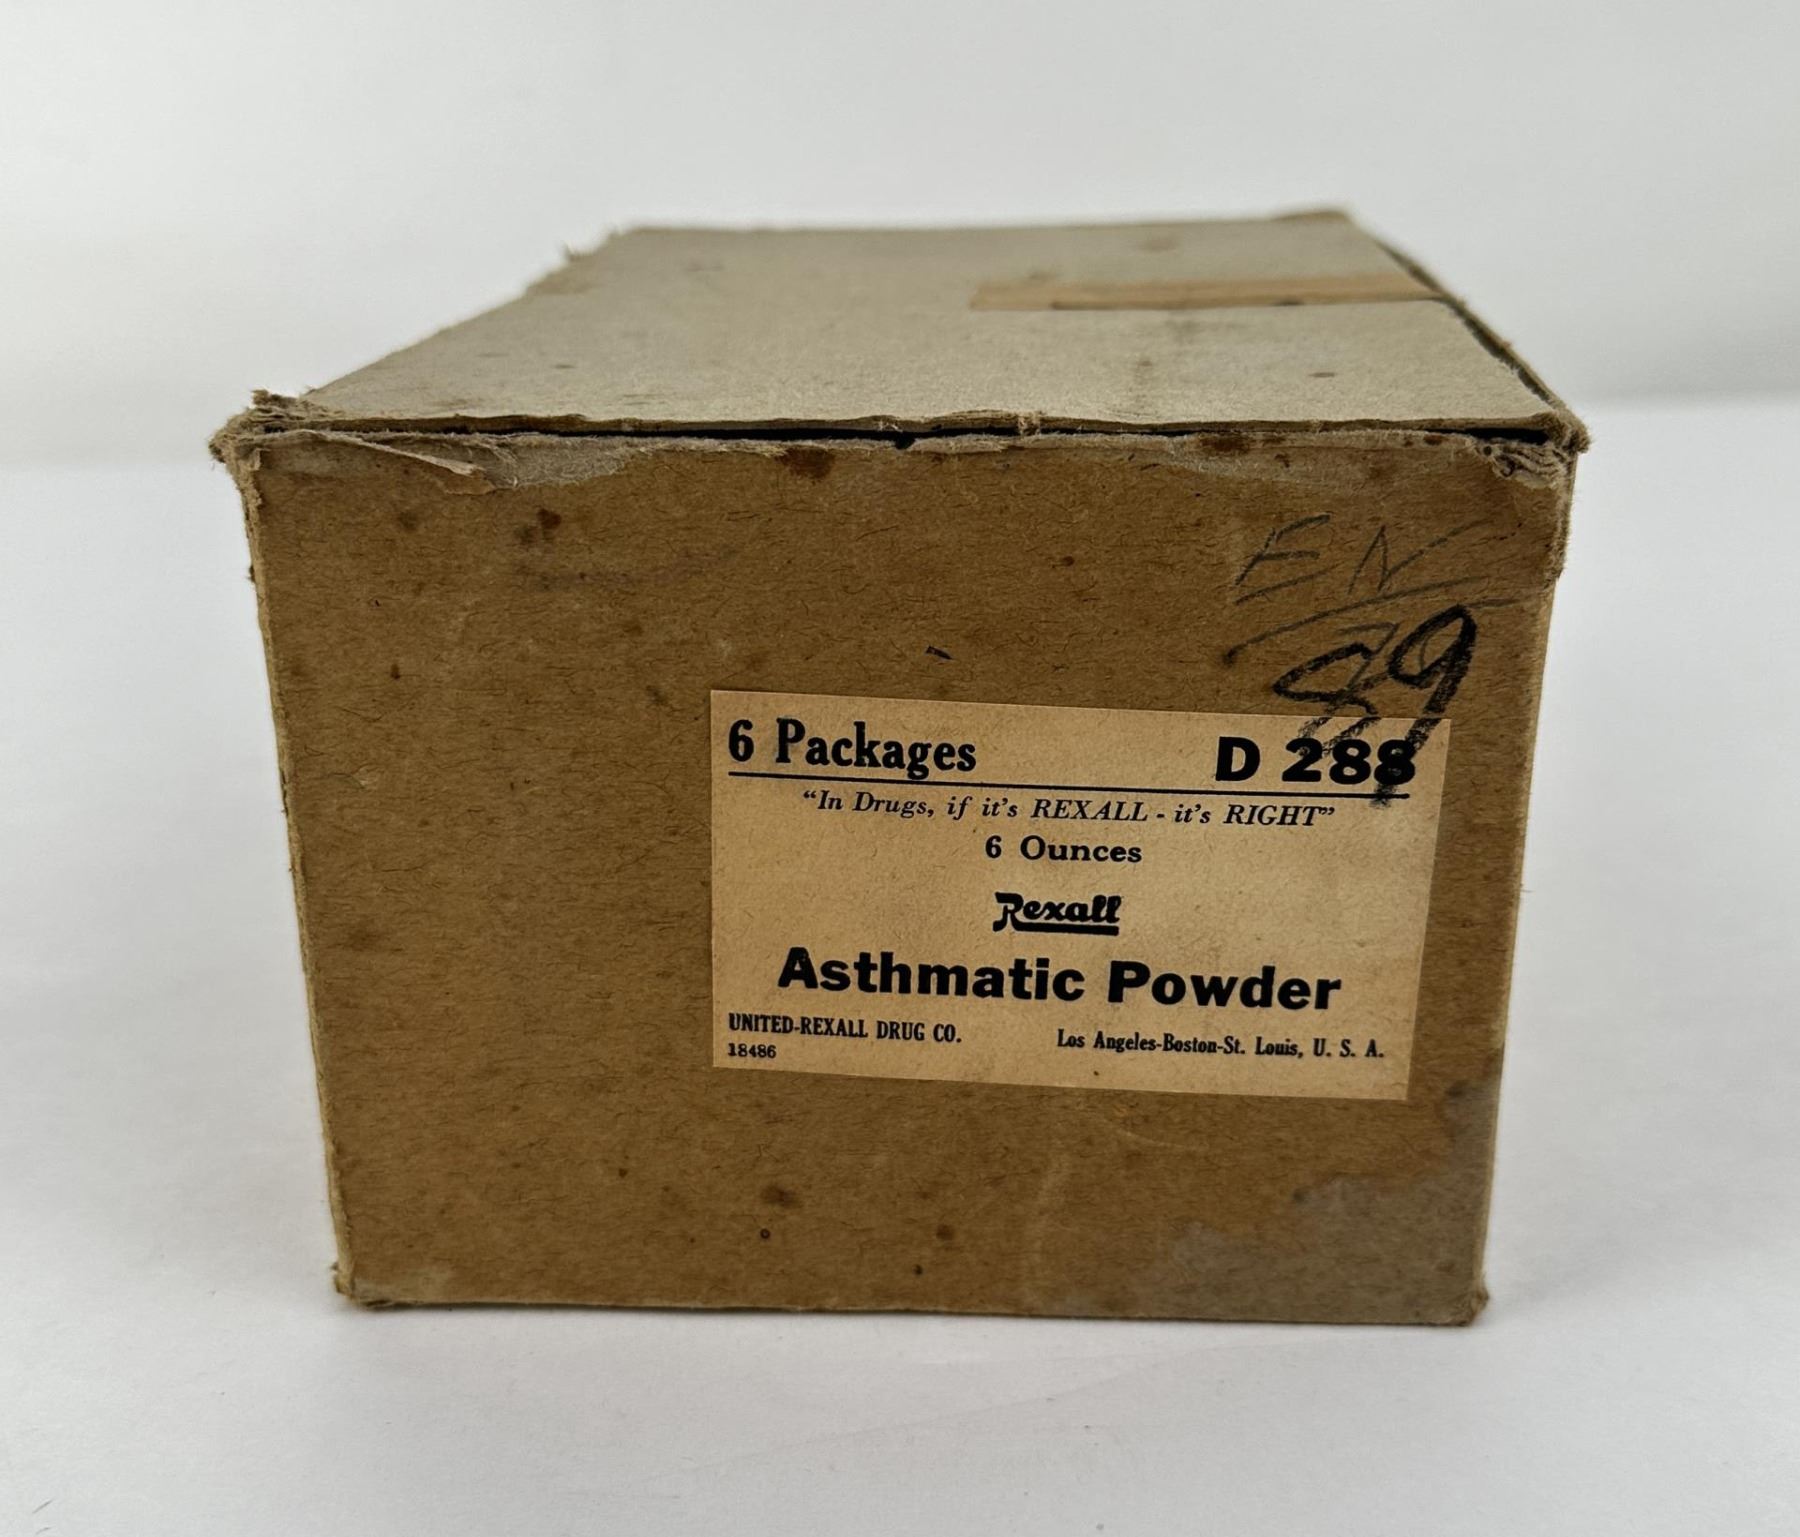 EN
89
6 Packages D 288
“In Drugs, if it's REXALL - it's RIGHT”
6 Ounces
Rexall
Asthmatic Powder
UNITED-REXALL DRUG CO. Los Angeles-Boston-St. Louis, U. S. A.
18486